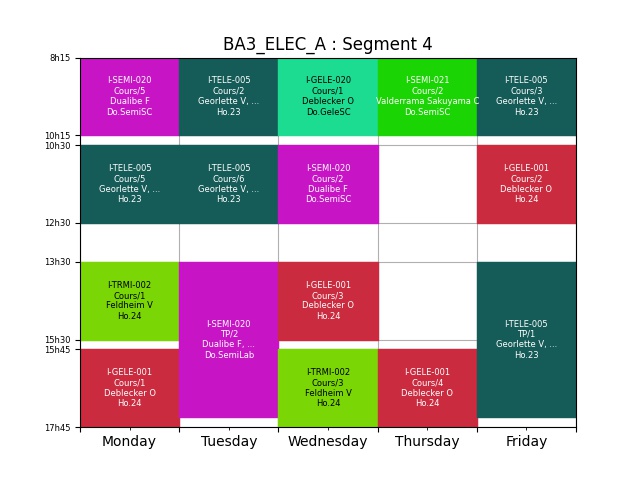 BA3_ELEC_A : Segment 4
8h15
I-SEMI-020
Cours/5
Dualibe F
Do.SemiSC
I-TELE-005
Cours/2
Georlette V, ...
Ho.23
I-GELE-020
Cours/1
Deblecker O
Do.GeleSC
I-SEMI-021
Cours/2
Valderrama Sakuyama C
Do.SemiSC
I-TELE-005
Cours/3
Georlette V, ...
Ho.23
10h15
10h30
I-TELE-005
Cours/5
Georlette V, ...
Ho.23
I-TELE-005
Cours/6
Georlette V, ...
Ho.23
I-SEMI-020
Cours/2
Dualibe F
Do.SemiSC
I-GELE-001
Cours/2
Deblecker O
Ho.24
12h30
13h30
I-TRMI-002
Cours/1
Feldheim V
Ho.24
I-SEMI-020
TP/2
Dualibe F, ...
Do.SemiLab
I-GELE-001
Cours/3
Deblecker O
Ho.24
I-TELE-005
TP/1
Georlette V, ...
Ho.23
15h30
15h45
I-GELE-001
Cours/1
Deblecker O
Ho.24
I-TRMI-002
Cours/3
Feldheim V
Ho.24
I-GELE-001
Cours/4
Deblecker O
Ho.24
17h45
Monday
Tuesday
Wednesday
Thursday
Friday